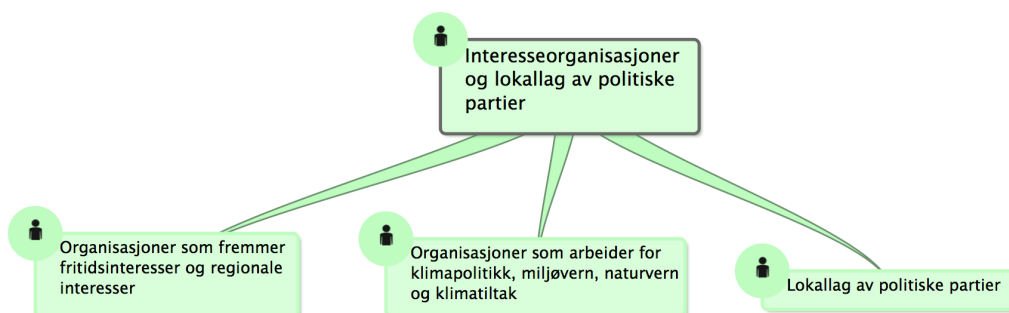 Interesseorganisasjoner
og lokallag av politiske
partier
Organisasjoner som fremmer
fritidsinteresser og regionale
interesser
Organisasjoner som arbeider for
klimapolitikk, miljøvern, naturvern
og klimatiltak
Lokallag av politiske partier